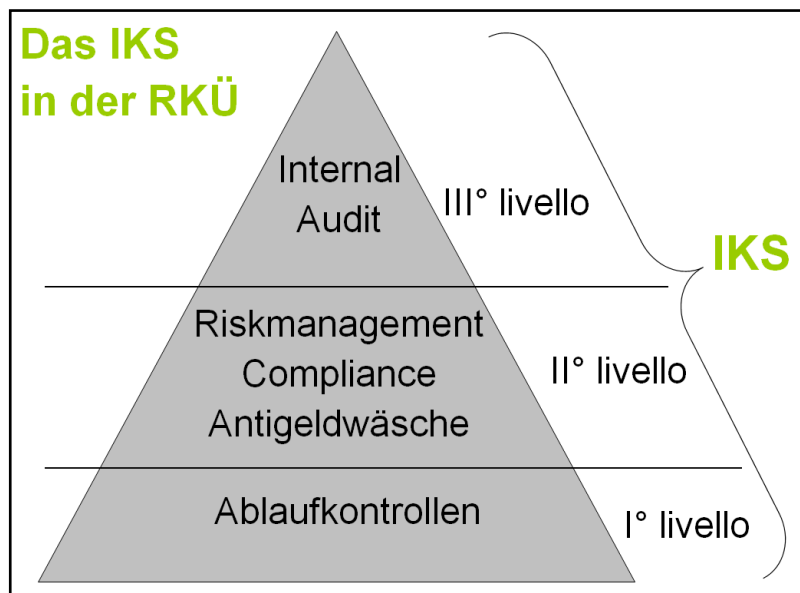 Das IKS
in der RKÜ
Internal
Audit
III° livello
IKS
Riskmanagement
Compliance
Antigeldwäsche
II° livello
Ablaufkontrollen
I° livello